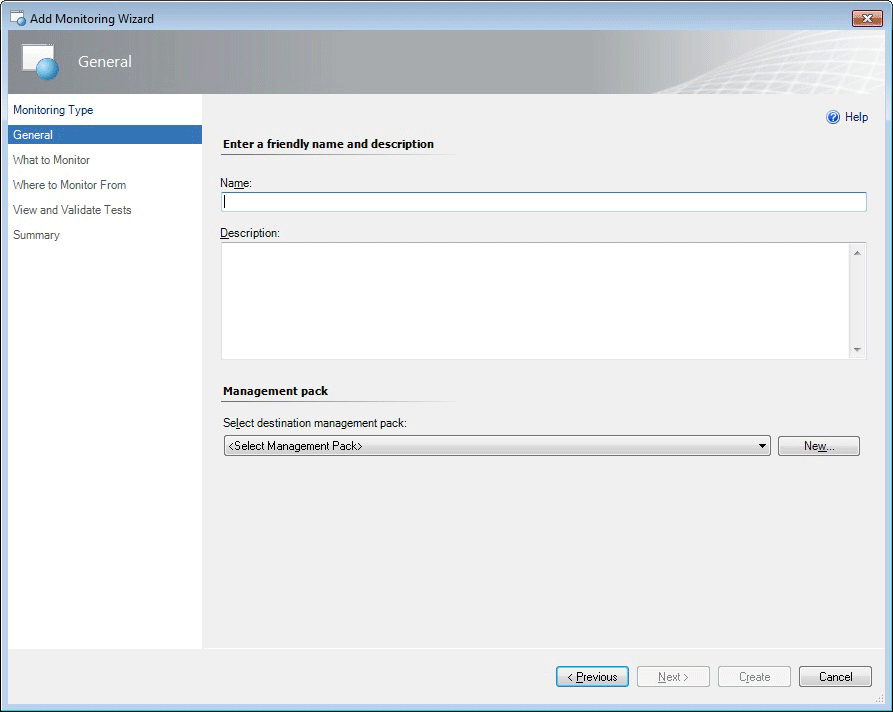 Add Monitoring Wizard
General
Monitoring Type
General
What to Monitor
Where to Monitor From
View and Validate Tests
Summary
Help
Enter a friendly name and description
Name:
Description:
Management pack
Select destination management pack:
<Select Management Pack>
New...
< Previous
Next >
Create
Cancel